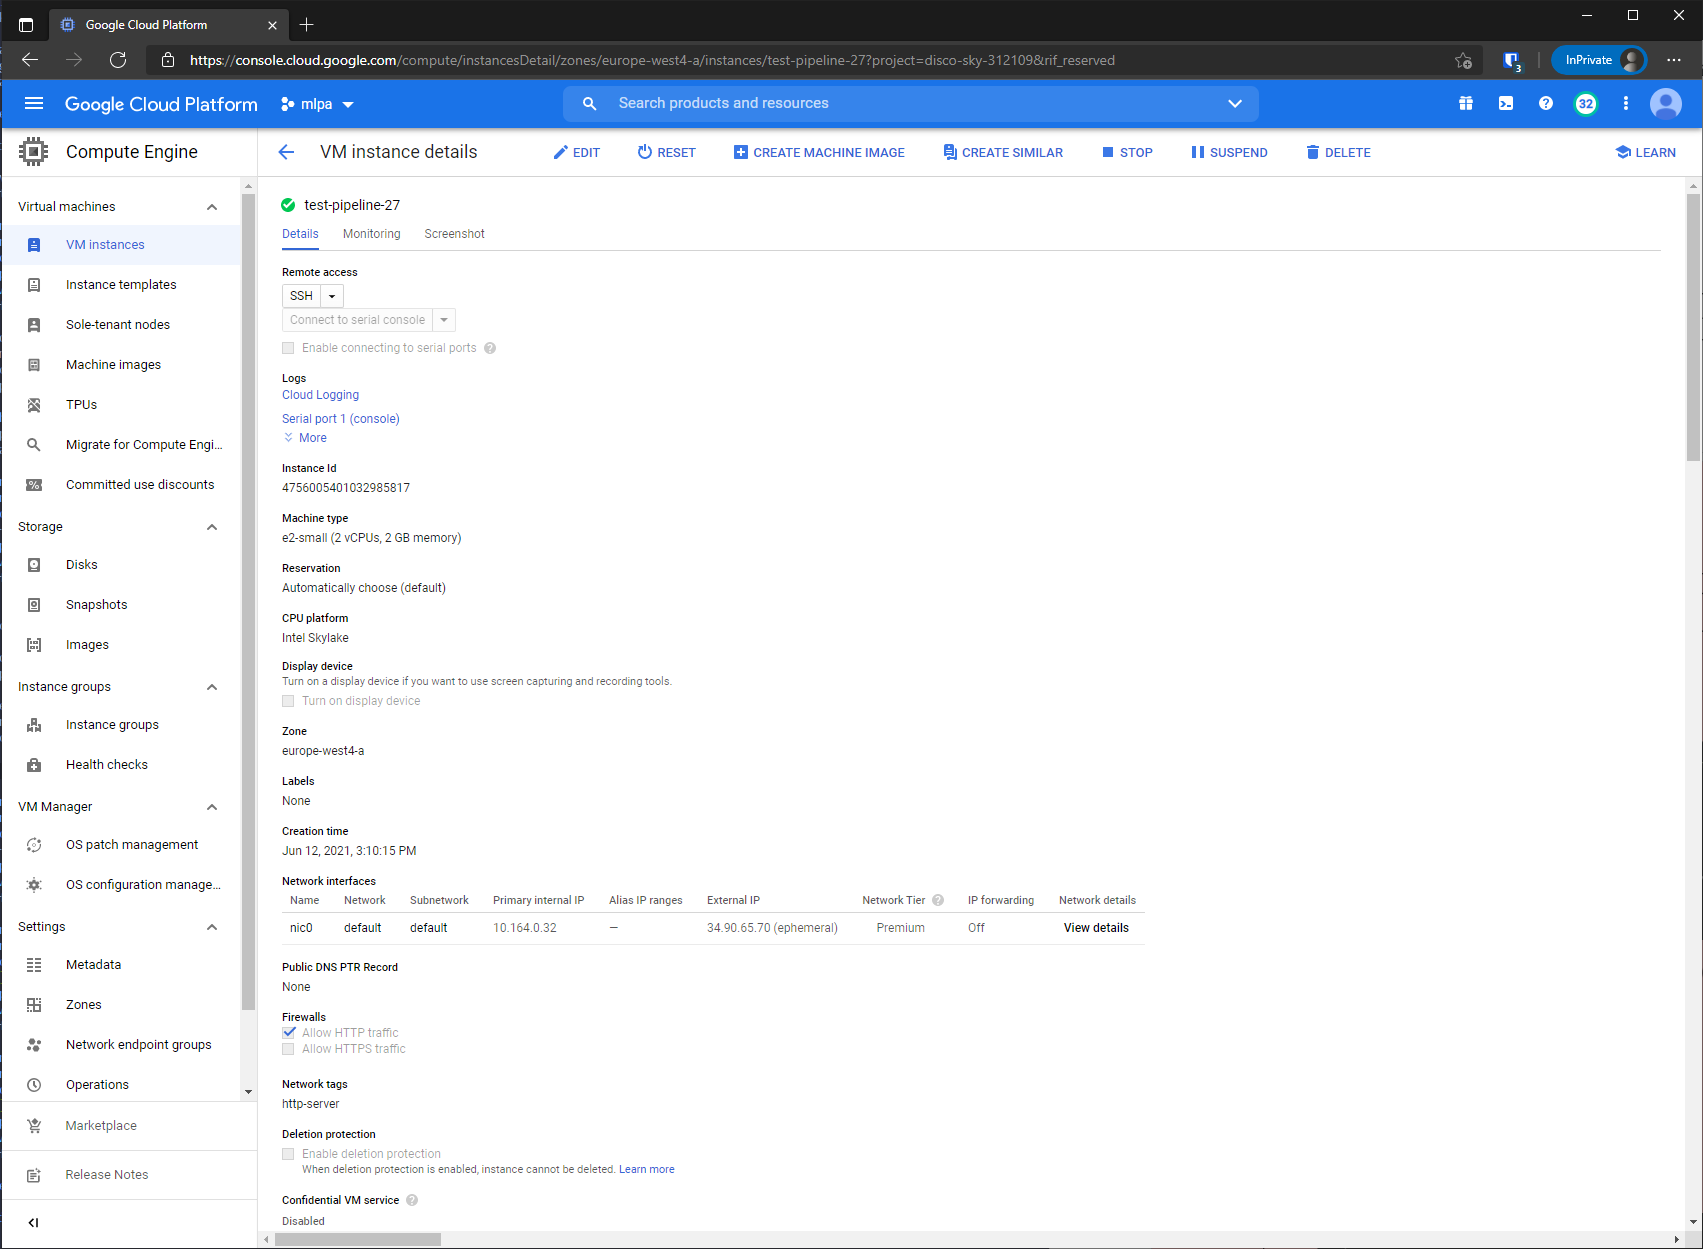 Google Cloud Platform
https://console.cloud.google.com/compute/instancesDetail/zones/europe-west4-a/instances/test-pipeline-27?project=disco-sky-312109&rif_reserved
3
InPrivate
Google Cloud Platform
mlpa
Search products and resources
32
Compute Engine
VM instance details
EDIT
RESET
CREATE MACHINE IMAGE
CREATE SIMILAR
STOP
SUSPEND
DELETE
LEARN
Virtual machines
VM instances
Instance templates
Sole-tenant nodes
Machine images
TPUs
Migrate for Compute Engi...
Committed use discounts
Storage
Disks
Snapshots
Images
Instance groups
Instance groups
Health checks
VM Manager
OS patch management
OS configuration manage...
Settings
Metadata
Zones
Network endpoint groups
Operations
Marketplace
Release Notes
test-pipeline-27
Details Monitoring Screenshot
Remote access
SSH
Connect to serial console
Enable connecting to serial ports
Logs
Cloud Logging
Serial port 1 (console)
More
Instance Id
4756005401032985817
Machine type
e2-small (2 vCPUs, 2 GB memory)
Reservation
Automatically choose (default)
CPU platform
Intel Skylake
Display device
Turn on a display device if you want to use screen capturing and recording tools.
Turn on display device
Zone
europe-west4-a
Labels
None
Creation time
Jun 12, 2021, 3:10:15 PM
Network interfaces
Name Network Subnetwork Primary internal IP Alias IP ranges External IP Network Tier IP forwarding Network details
nic0 default default 10.164.0.32 — 34.90.65.70 (ephemeral) Premium Off View details
Public DNS PTR Record
None
Firewalls
Allow HTTP traffic
Allow HTTPS traffic
Network tags
http-server
Deletion protection
Enable deletion protection
When deletion protection is enabled, instance cannot be deleted. Learn more
Confidential VM service
Disabled